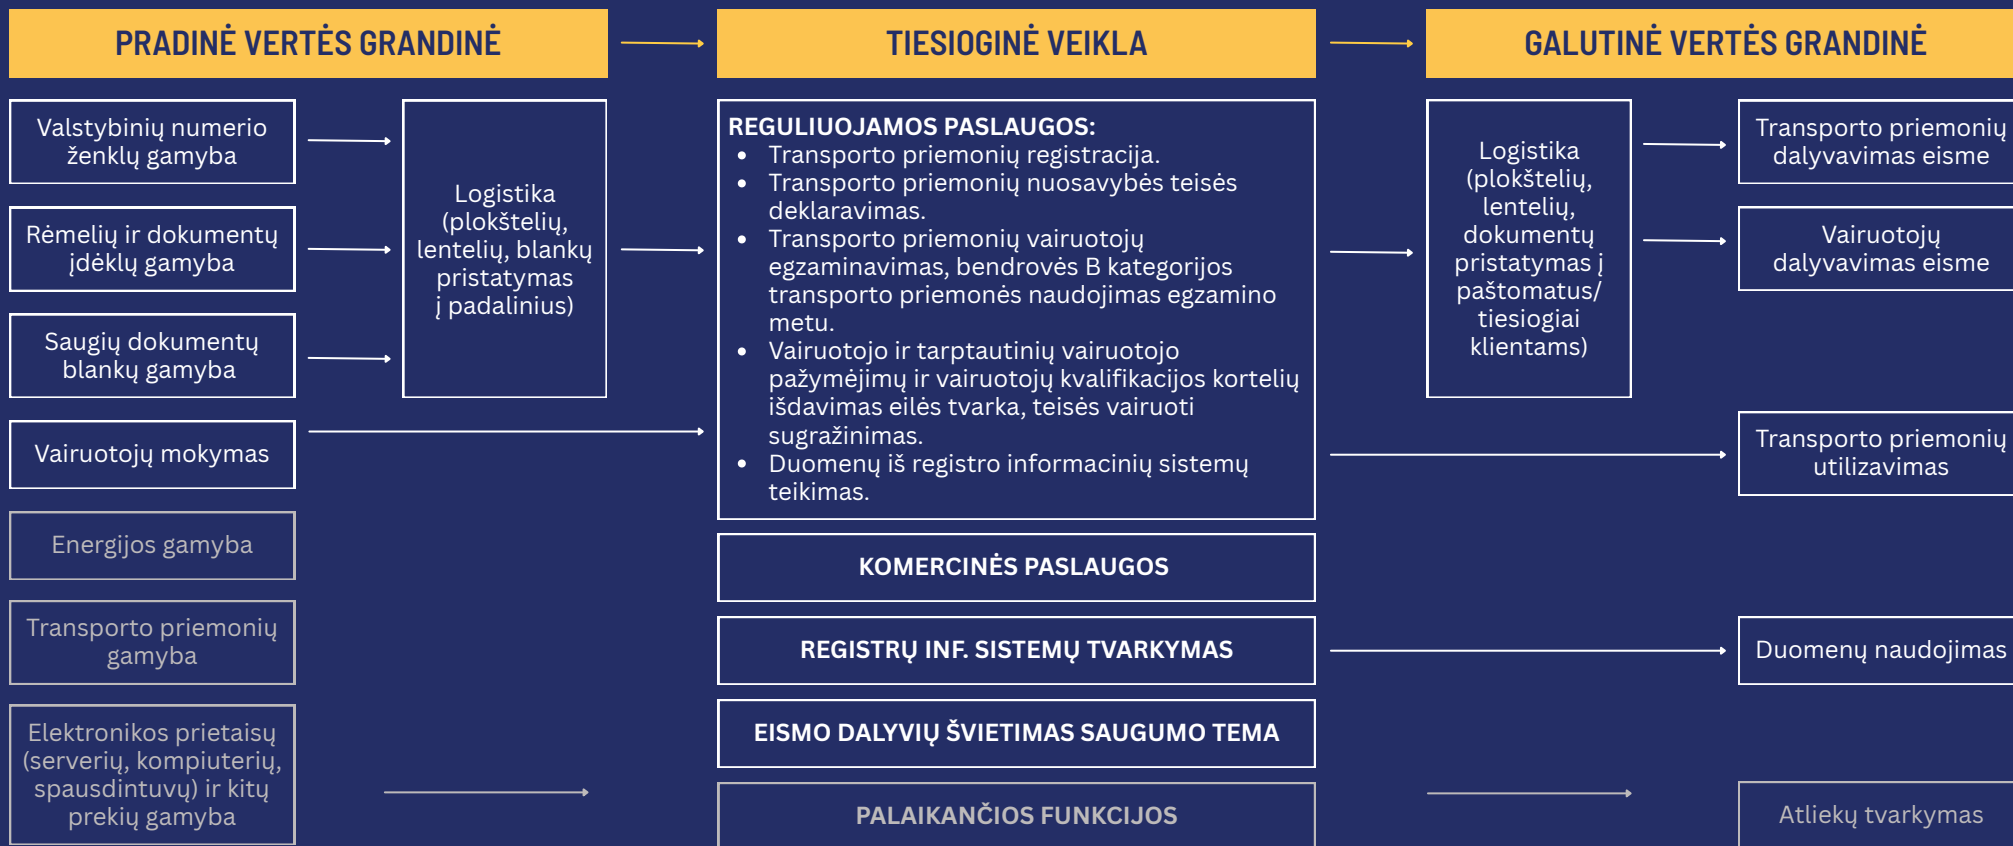 PRADINĖ VERTĖS GRANDINĖ
TIESIOGINĖ VEIKLA
GALUTINĖ VERTĖS GRANDINĖ
Valstybinių numerio
ženklų gamyba
Rėmelių ir dokumentų
įdėklų gamyba
Saugių dokumentų
blankų gamyba
Vairuotojų mokymas
Energijos gamyba
Transporto priemonių
gamyba
Elektronikos prietaisų
(serverių, kompiuterių,
spausdintuvų) ir kitų
prekių gamyba
Logistika
(plokštelių,
lentelių, blankų
pristatymas
į padalinius)
REGULIUOJAMOS PASLAUGOS:
• Transporto priemonių registracija.
• Transporto priemonių nuosavybės teisės
deklaravimas.
• Transporto priemonių vairuotojų
egzaminavimas, bendrovės B kategorijos
transporto priemonės naudojimas egzamino
metu.
• Vairuotojo ir tarptautinių vairuotojo
pažymėjimų ir vairuotojų kvalifikacijos kortelių
išdavimas eilės tvarka, teisės vairuoti
sugražinimas.
• Duomenų iš registro informacinių sistemų
teikimas.
KOMERCINĖS PASLAUGOS
REGISTRŲ INF. SISTEMŲ TVARKYMAS
EISMO DALYVIŲ ŠVIETIMAS SAUGUMO TEMA
PALAIKANČIOS FUNKCIJOS
Logistika
(plokštelių,
lentelių,
dokumentų
pristatymas į
paštomatus/
tiesiogiai
klientams)
Transporto priemonių
dalyvavimas eisme
Vairuotojų
dalyvavimas eisme
Transporto priemonių
utilizavimas
Duomenų naudojimas
Atliekų tvarkymas